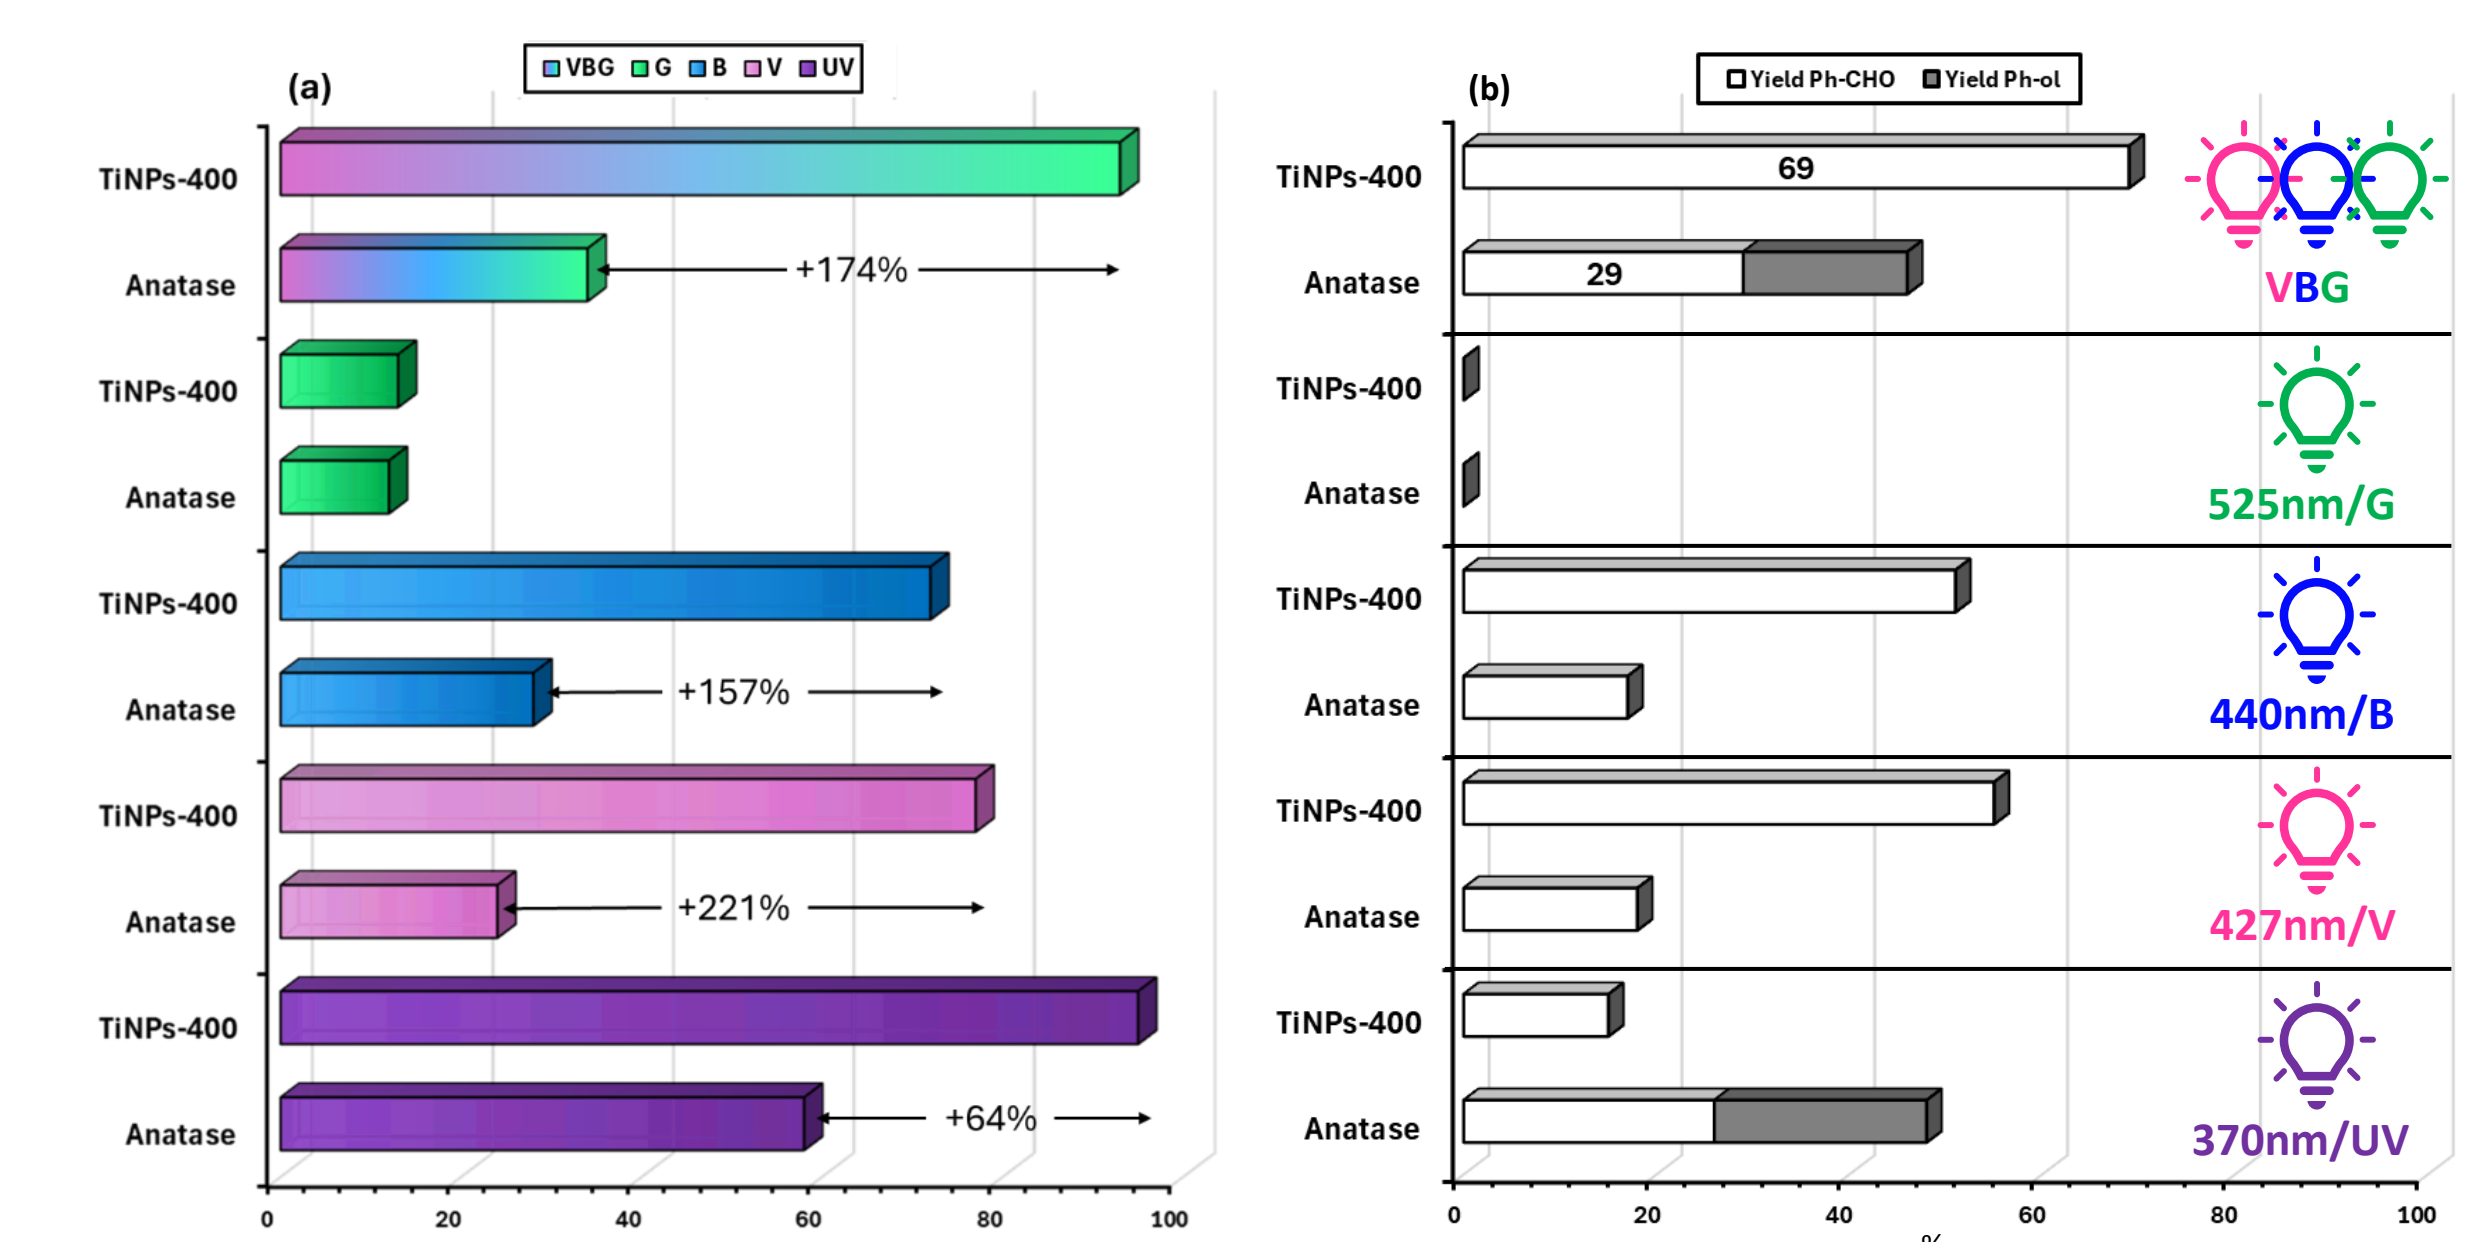 (a)
VBG G B V UV
TiNPs-400
Anatase
+174%
TiNPs-400
Anatase
TiNPs-400
Anatase
+157%
TiNPs-400
Anatase
+221%
TiNPs-400
Anatase
+64%
0 20 40 60 80 100
(b)
Yield Ph-CHO Yield Ph-ol
TiNPs-400
69
Anatase
29
VBG
TiNPs-400
Anatase
525nm/G
TiNPs-400
Anatase
440nm/B
TiNPs-400
Anatase
427nm/V
TiNPs-400
Anatase
370nm/UV
0 20 40 60 80 100
%